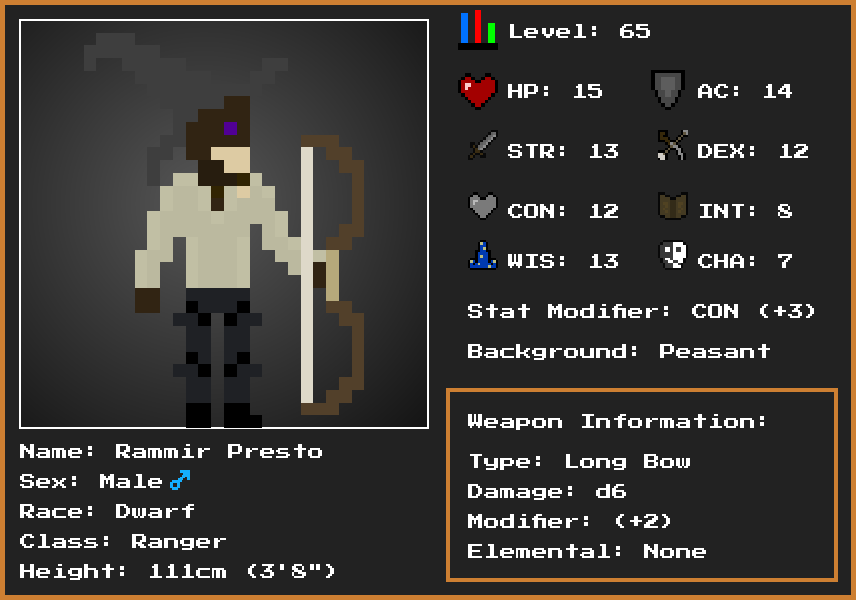 Level: 65
HP: 15
AC: 14
STR: 13
DEX: 12
CON: 12
INT: 8
WIS: 13
CHA: 7
Stat Modifier: CON (+3)
Background: Peasant
Weapon Information:
Type: Long Bow
Damage: d6
Modifier: (+2)
Elemental: None
Name: Rammir Presto
Sex: Male ♂
Race: Dwarf
Class: Ranger
Height: 111cm (3'8")